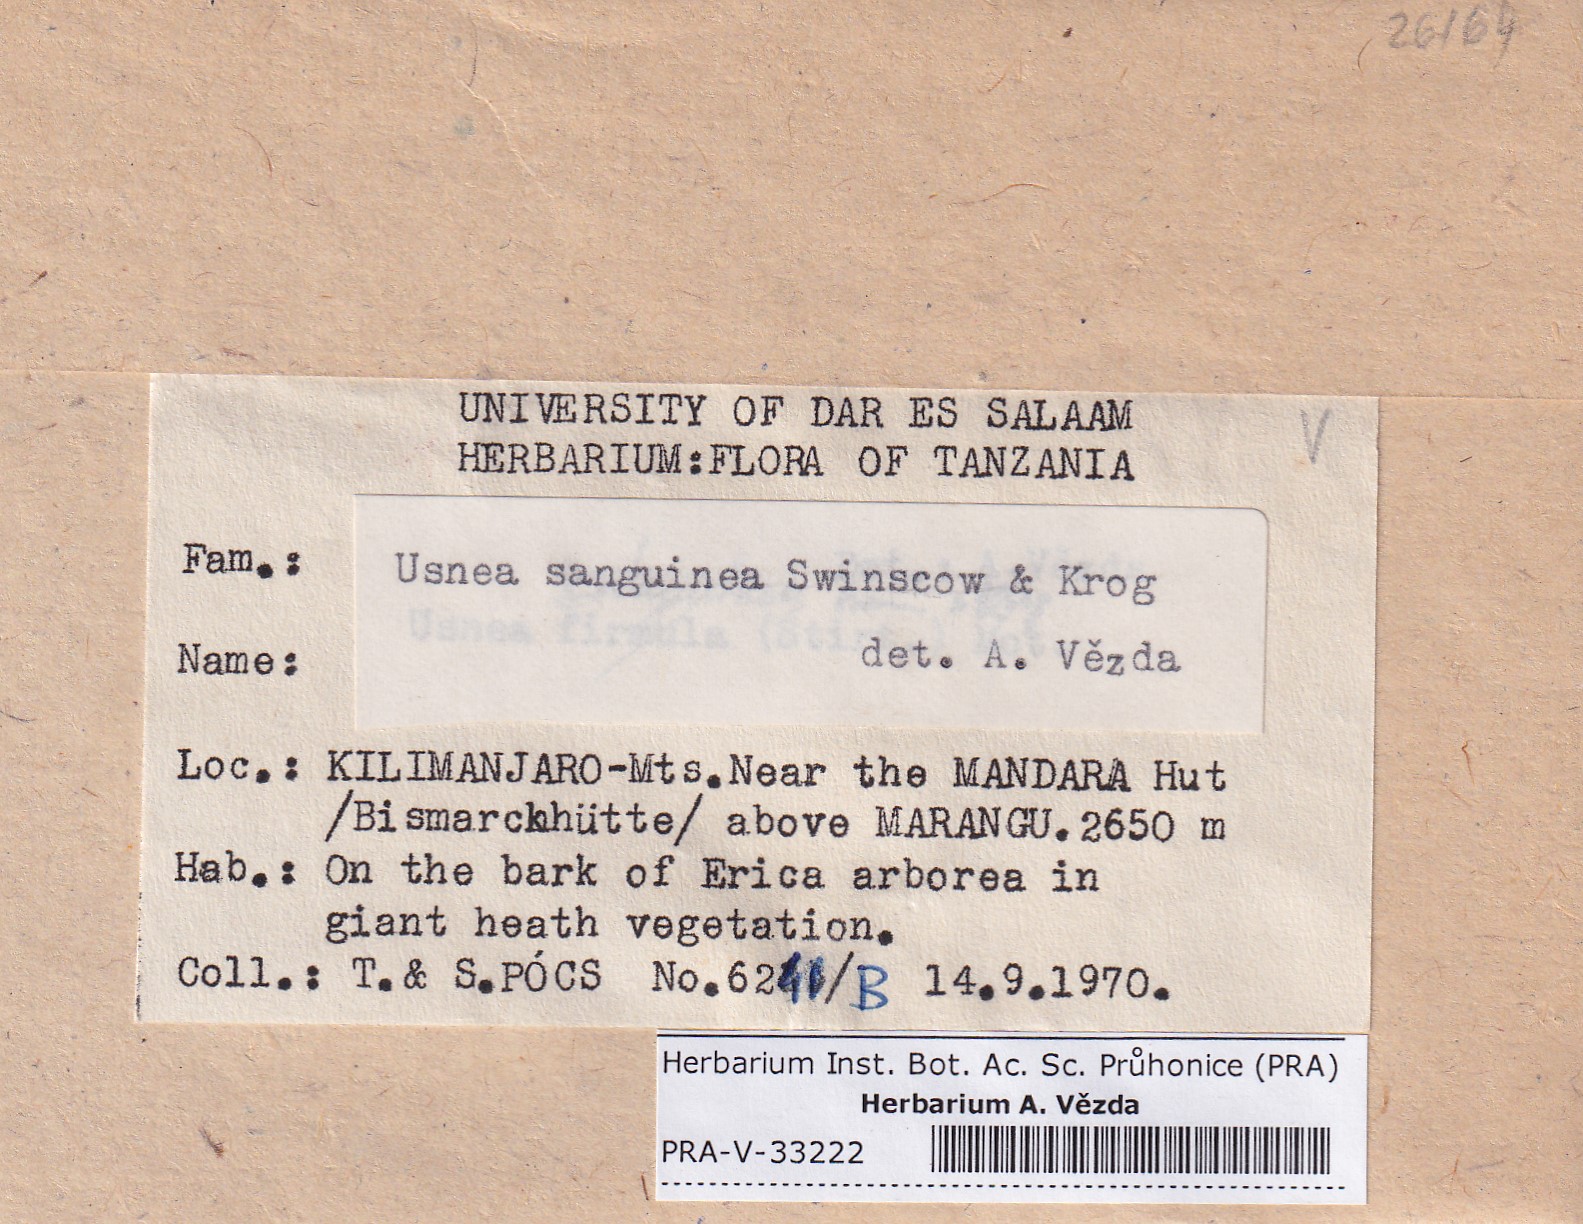 26164
UNIVERSITY OF DAR ES SALAAM
V
HERBARIUM:FLORA OF TANZANIA
Fam.:
Usnea sanguinea Swinscow & Krog
Usnea firmula
Name:
det. A. Vězda
Loc.: KILIMANJARO-Mts.Near the MANDARA Hut
/Bismarckhütte/ above MARANGU.2650 m
Hab.: On the bark of Erica arborea in
giant heath vegetation.
Coll.: T.& S.PÓCS No. /B 14.9.1970.
Herbarium Inst. Bot. Ac. Sc. Průhonice (PRA)
Herbarium A. Vězda
PRA-V-33222